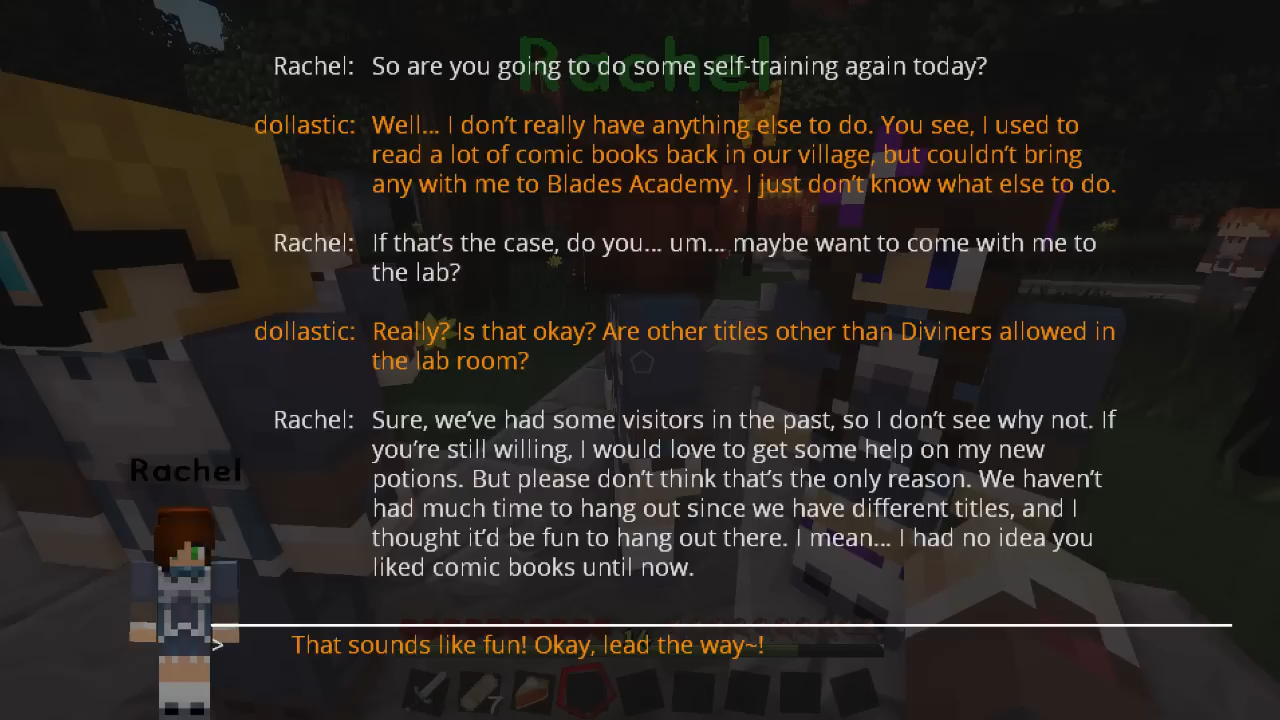 Rachel
Rachel: So are you going to do some self-training again today?
dollastic: Well... I don't really have anything else to do. You see, I used to
read a lot of comic books back in our village, but couldn't bring
any with me to Blades Academy. I just don't know what else to do.
Rachel: If that's the case, do you... um... maybe want to come with me to
the lab?
dollastic: Really? Is that okay? Are other titles other than Diviners allowed in
the lab room?
Rachel: Sure, we've had some visitors in the past, so I don't see why not. If
you're still willing, I would love to get some help on my new
potions. But please don't think that's the only reason. We haven't
had much time to hang out since we have different titles, and I
thought it'd be fun to hang out there. I mean... I had no idea you
liked comic books until now.
Rachel
> That sounds like fun! Okay, lead the way~!
14
7